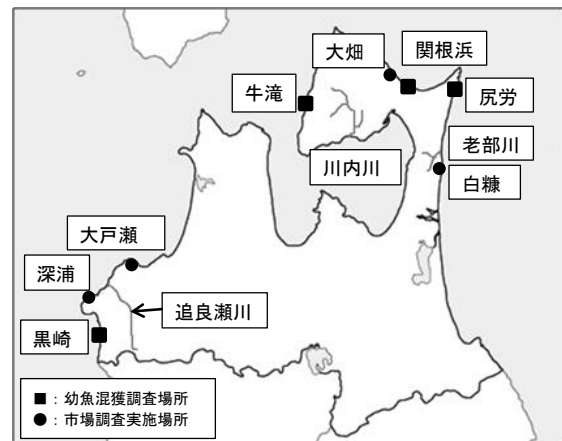 大畑
関根浜
牛滝
尻労
川内川
老部川
白糠
大戸瀬
深浦
追良瀬川
黒崎
■：幼魚混獲調査場所
●：市場調査実施場所